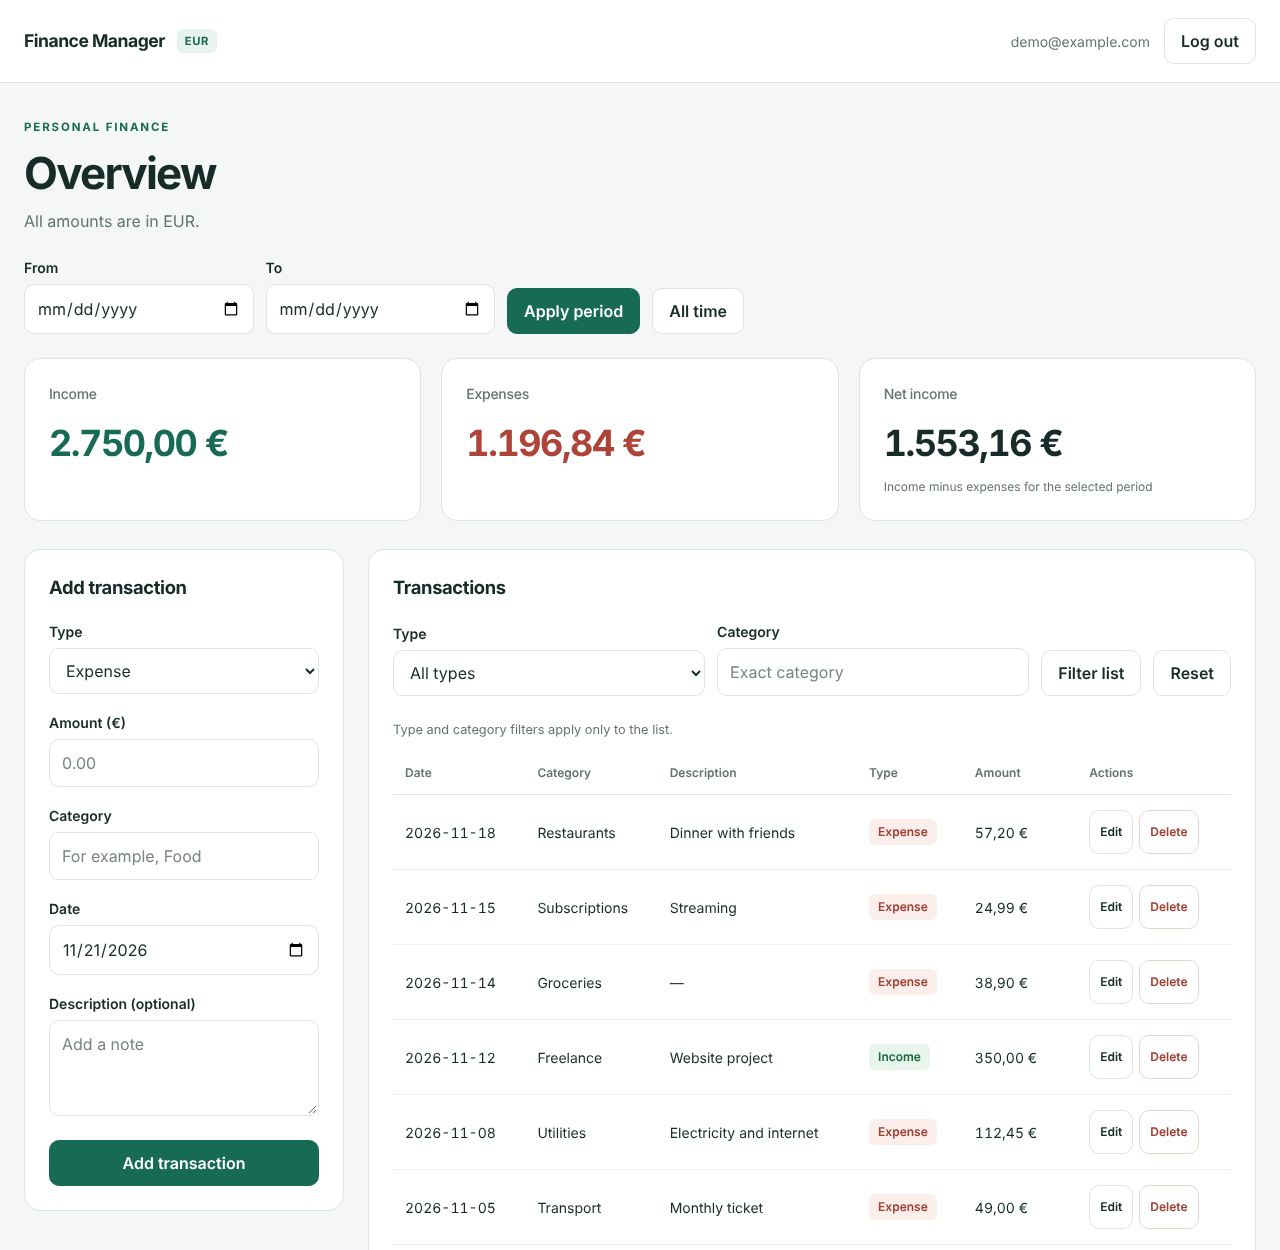 Finance Manager EUR demo@example.com Log out
PERSONAL FINANCE
Overview
All amounts are in EUR.
From To
mm/dd/yyyy mm/dd/yyyy Apply period All time
Income Expenses Net income
2.750,00 € 1.196,84 € 1.553,16 €
Income minus expenses for the selected period
Add transaction
Type
Expense
Amount (€)
0.00
Category
For example, Food
Date
11/21/2026
Description (optional)
Add a note
Add transaction
Transactions
Type Category
All types Exact category Filter list Reset
Type and category filters apply only to the list.
Date Category Description Type Amount Actions
2026-11-18 Restaurants Dinner with friends Expense 57,20 € Edit Delete
2026-11-15 Subscriptions Streaming Expense 24,99 € Edit Delete
2026-11-14 Groceries — Expense 38,90 € Edit Delete
2026-11-12 Freelance Website project Income 350,00 € Edit Delete
2026-11-08 Utilities Electricity and internet Expense 112,45 € Edit Delete
2026-11-05 Transport Monthly ticket Expense 49,00 € Edit Delete